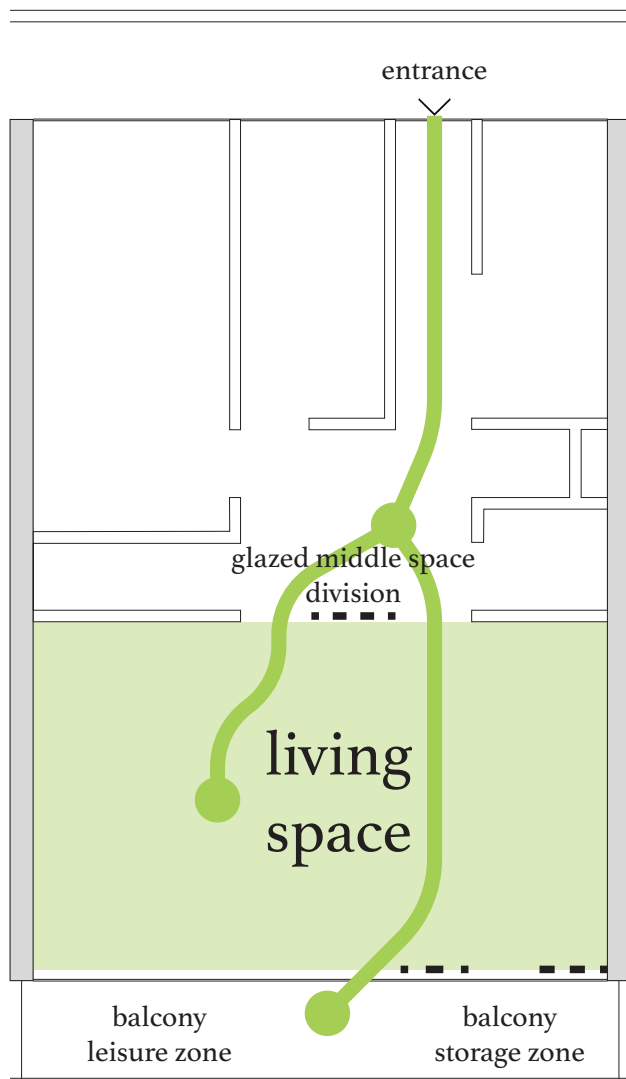 entrance
glazed middle space
division
living
space
balcony
leisure zone
balcony
storage zone